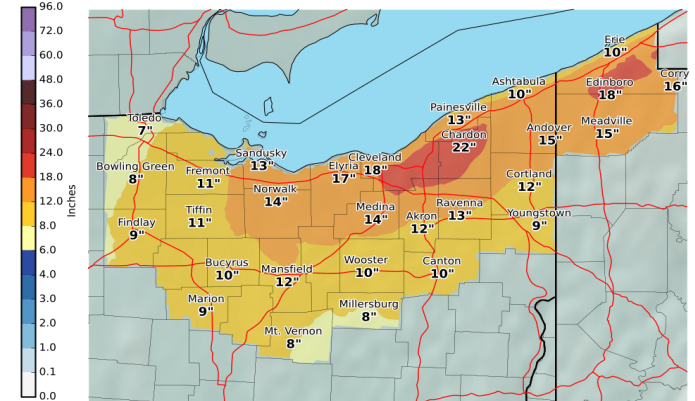 96.0
72.0
60.0
48.0
36.0
30.0
24.0
18.0
12.0
8.0
6.0
4.0
3.0
2.0
1.0
0.1
0.0
Inches
Erie
10"
Corry
16"
Edinboro
18"
Ashtabula
10"
Painesville
13"
Meadville
15"
Andover
15"
Chardon
22"
Toledo
7"
Sandusky
13"
Cleveland
18"
Elyria
17"
Bowling Green
8"
Fremont
11"
Cortland
12"
Norwalk
14"
Medina
14"
Ravenna
13"
Akron
12"
Youngstown
9"
Tiffin
11"
Findlay
9"
Bucyrus
10"
Mansfield
12"
Wooster
10"
Canton
10"
Marion
9"
Millersburg
8"
Mt. Vernon
8"